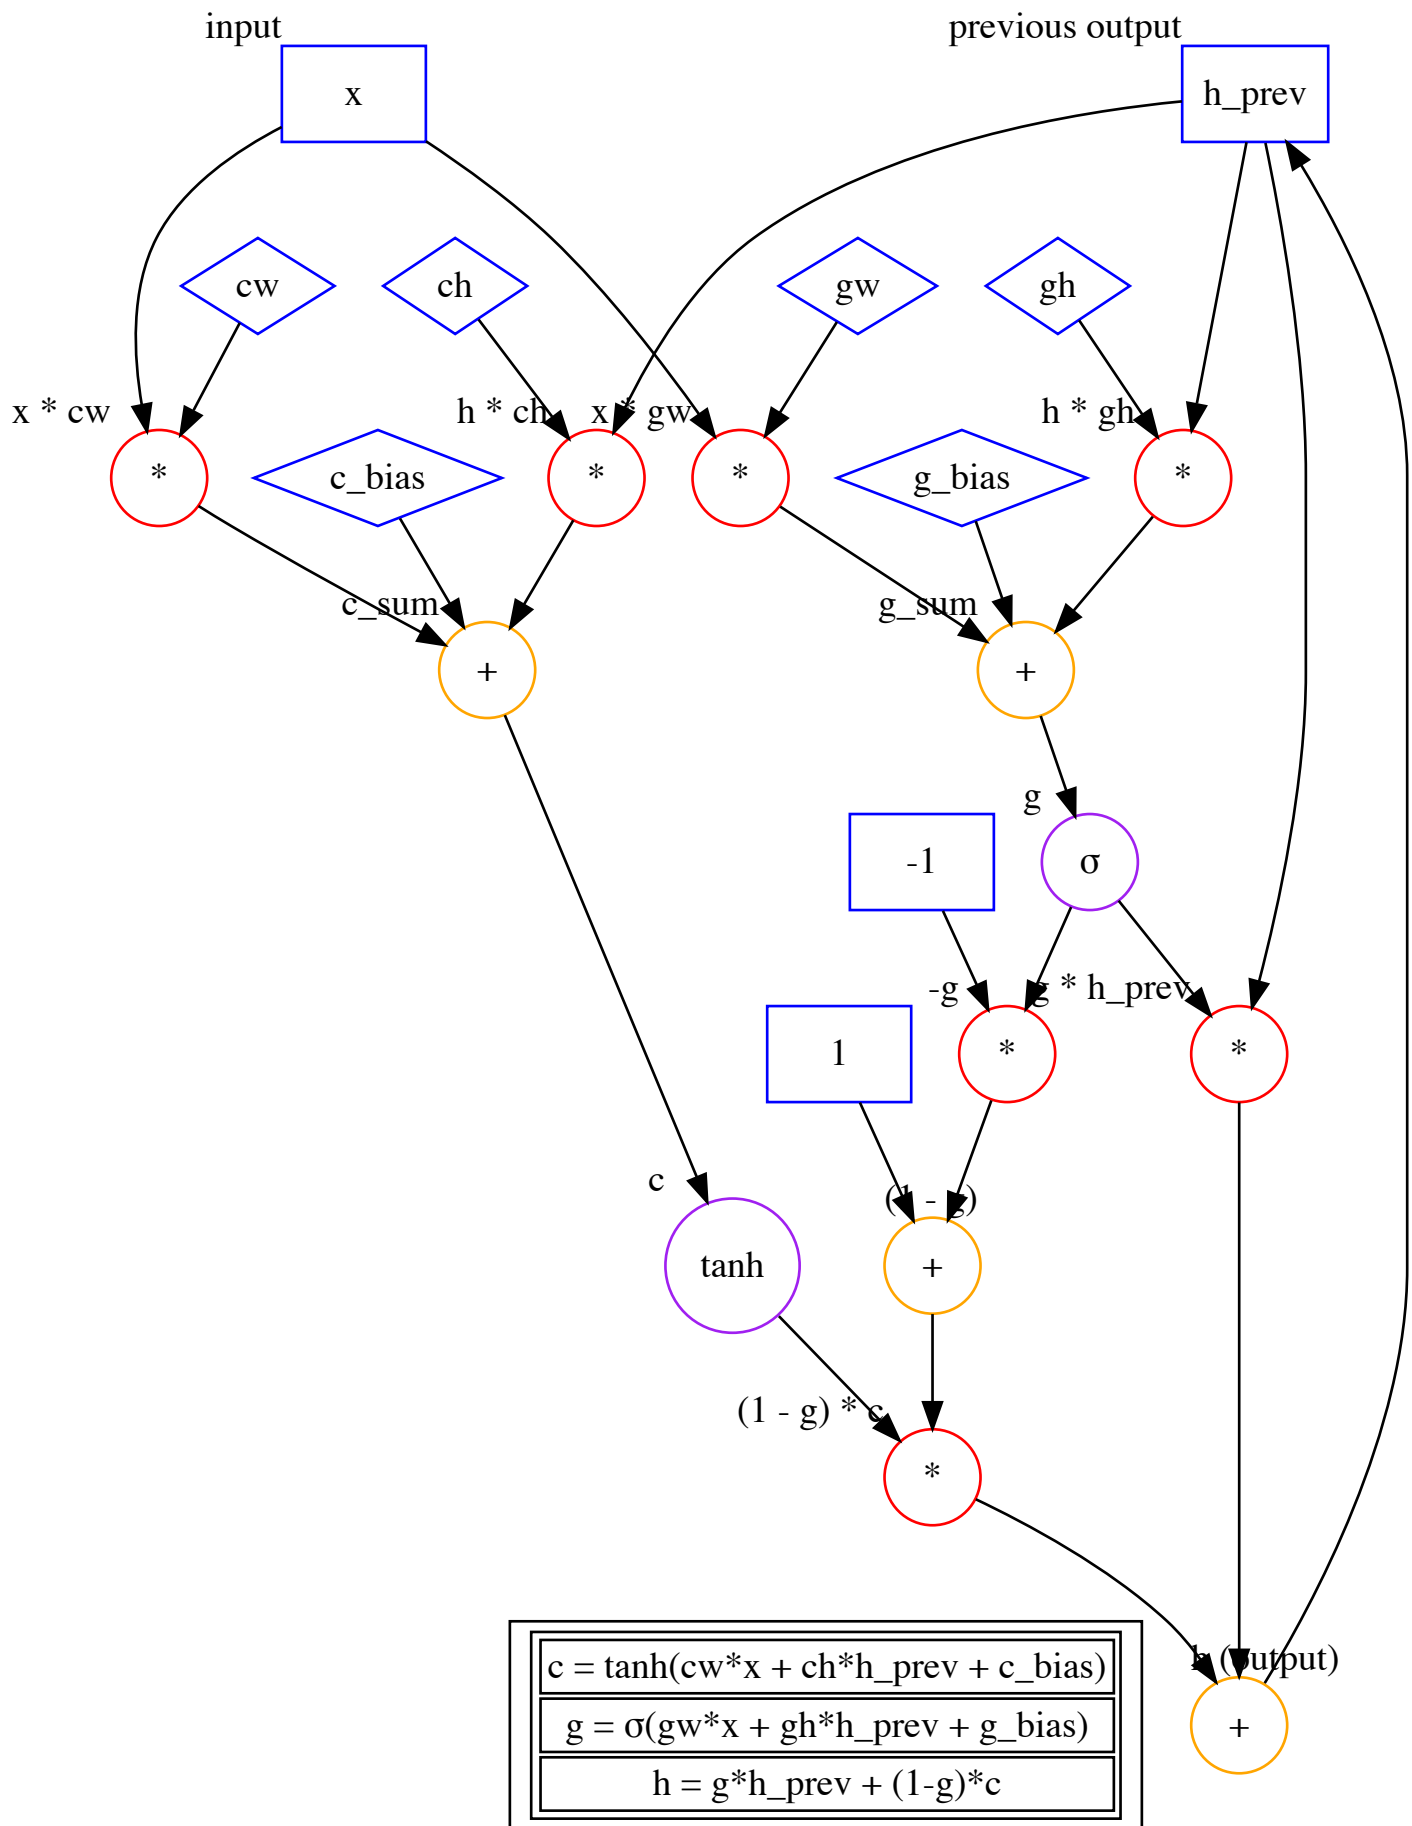 input
previous output
x
h_prev
cw
ch
gw
gh
x * cw
h * ch
x * gw
h * gh
*
c_bias
*
*
g_bias
*
c_sum
g_sum
+
+
g
-1
σ
-g
g * h_prev
1
*
*
c
(1 - g)
tanh
+
(1 - g) * c
*
h (output)
c = tanh(cw*x + ch*h_prev + c_bias)
g = σ(gw*x + gh*h_prev + g_bias)
+
h = g*h_prev + (1-g)*c